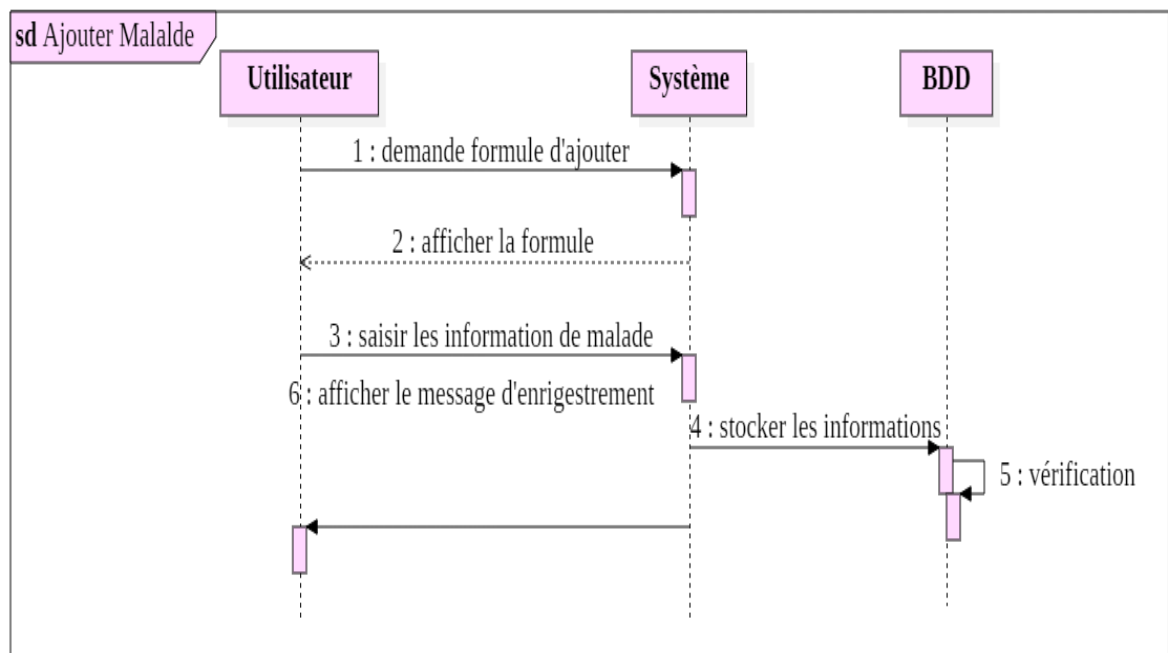 sd Ajouter Malalde
Utilisateur
Système
BDD
1 : demande formule d'ajouter
2 : afficher la formule
3 : saisir les information de malade
6 : afficher le message d'enrigestrement
4 : stocker les informations
5 : vérification